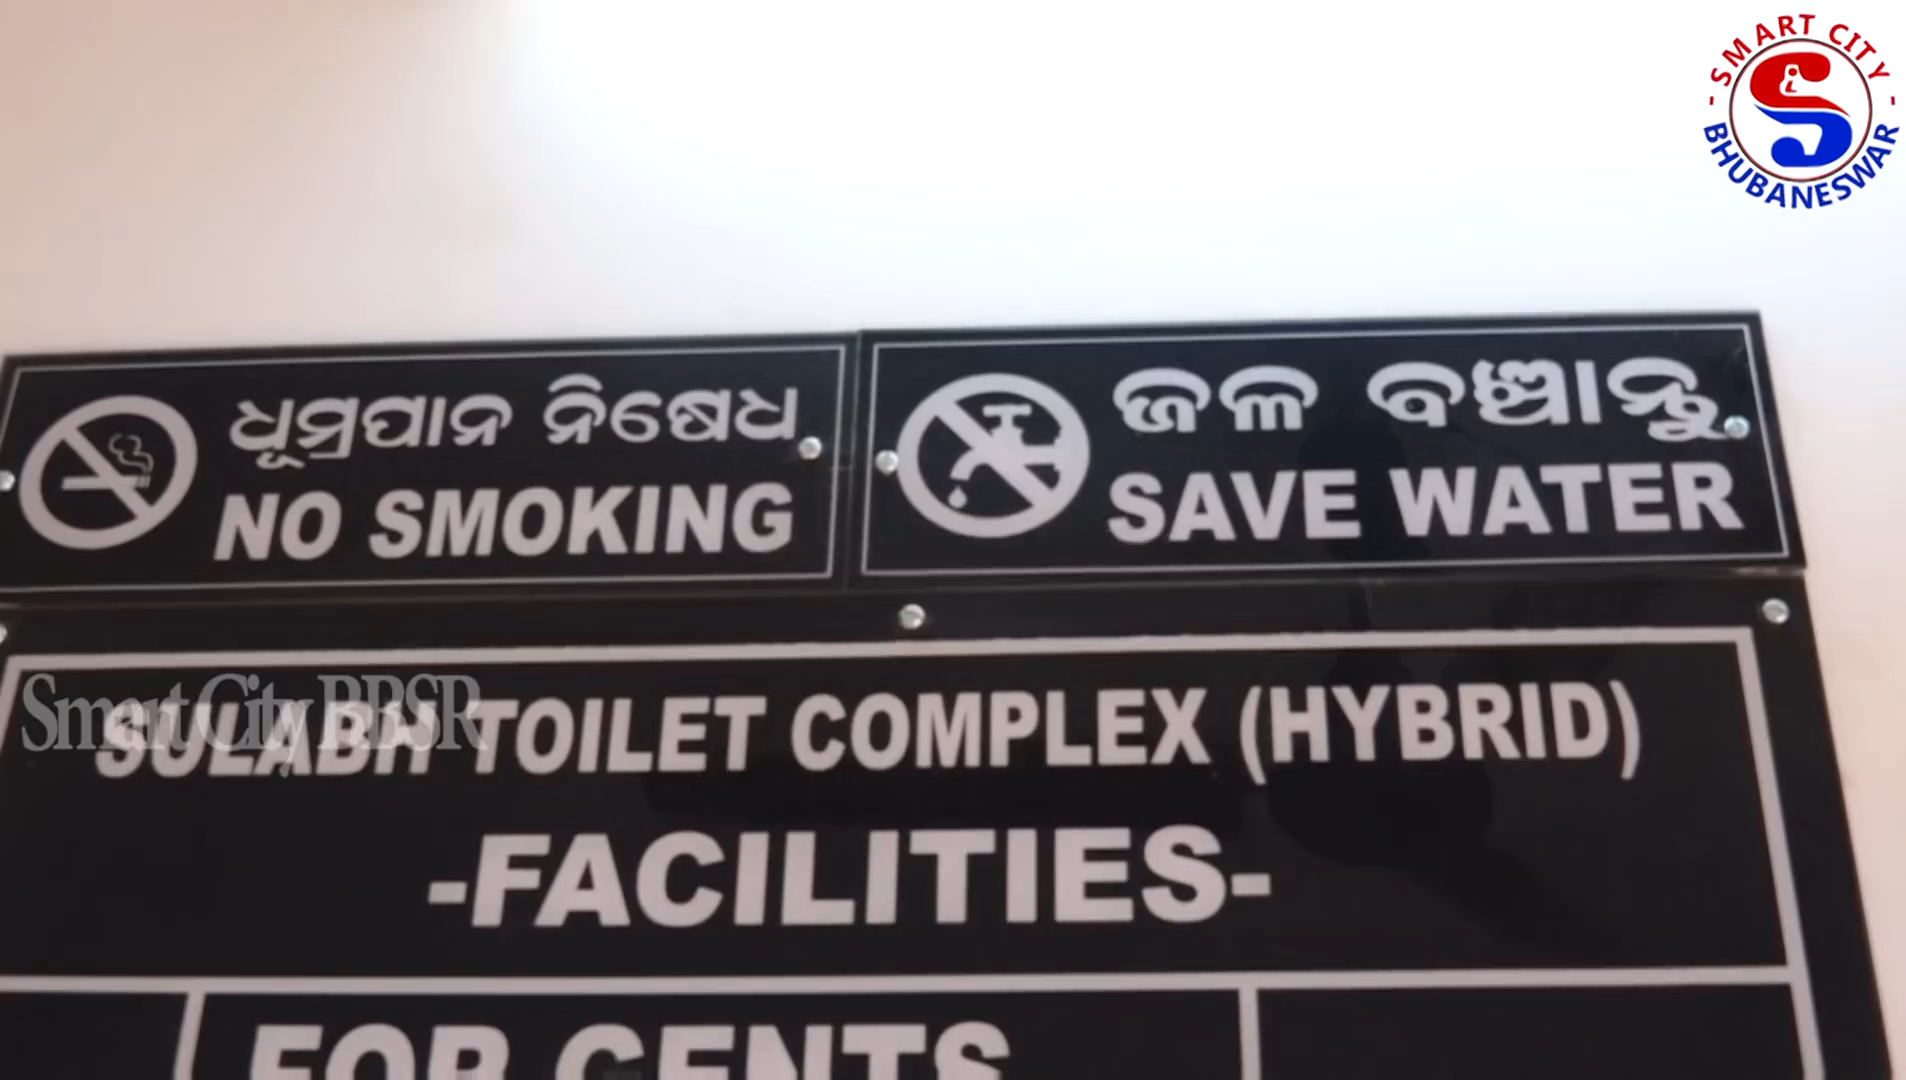 SMART CITY
BHUBANESWAR
ଧୂମ୍ରପାନ ନିଷେଧ
NO SMOKING
ଜଳ ବଞ୍ଚାନ୍ତୁ
SAVE WATER
Smart City BBSR
SULABH TOILET COMPLEX (HYBRID)
-FACILITIES-
FOR GENTS